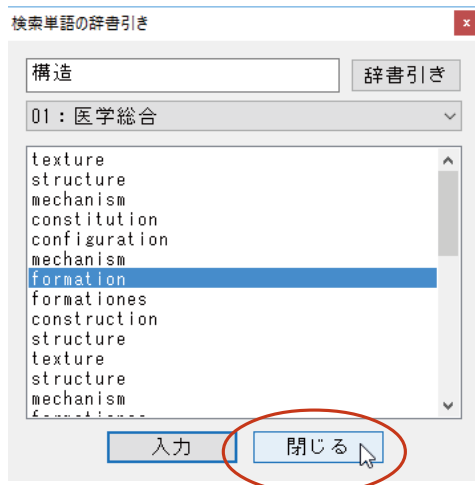 検索単語の辞書引き
x
構造
辞書引き
01：医学総合
texture
structure
mechanism
constitution
configuration
mechanism
formation
formationes
construction
structure
texture
structure
mechanism
入力
閉じる